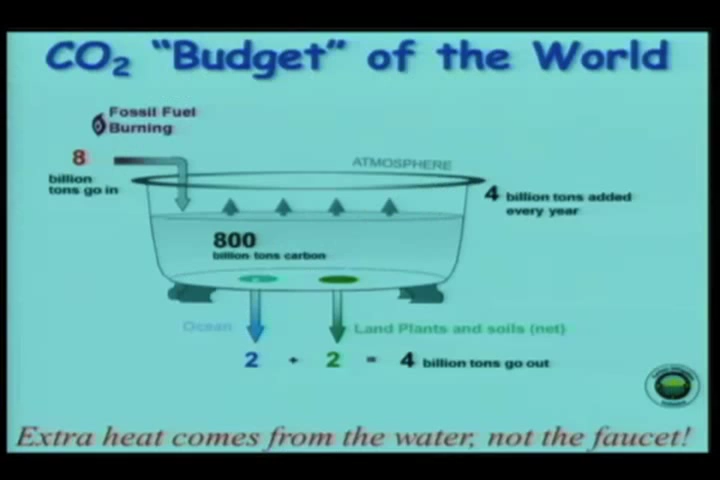 CO2 “Budget” of the World
Fossil Fuel
Burning
8
billion
tons go in
ATMOSPHERE
4 billion tons added
every year
800
billion tons carbon
Ocean
Land Plants and soils (net)
2 + 2 = 4 billion tons go out
Extra heat comes from the water, not the faucet!